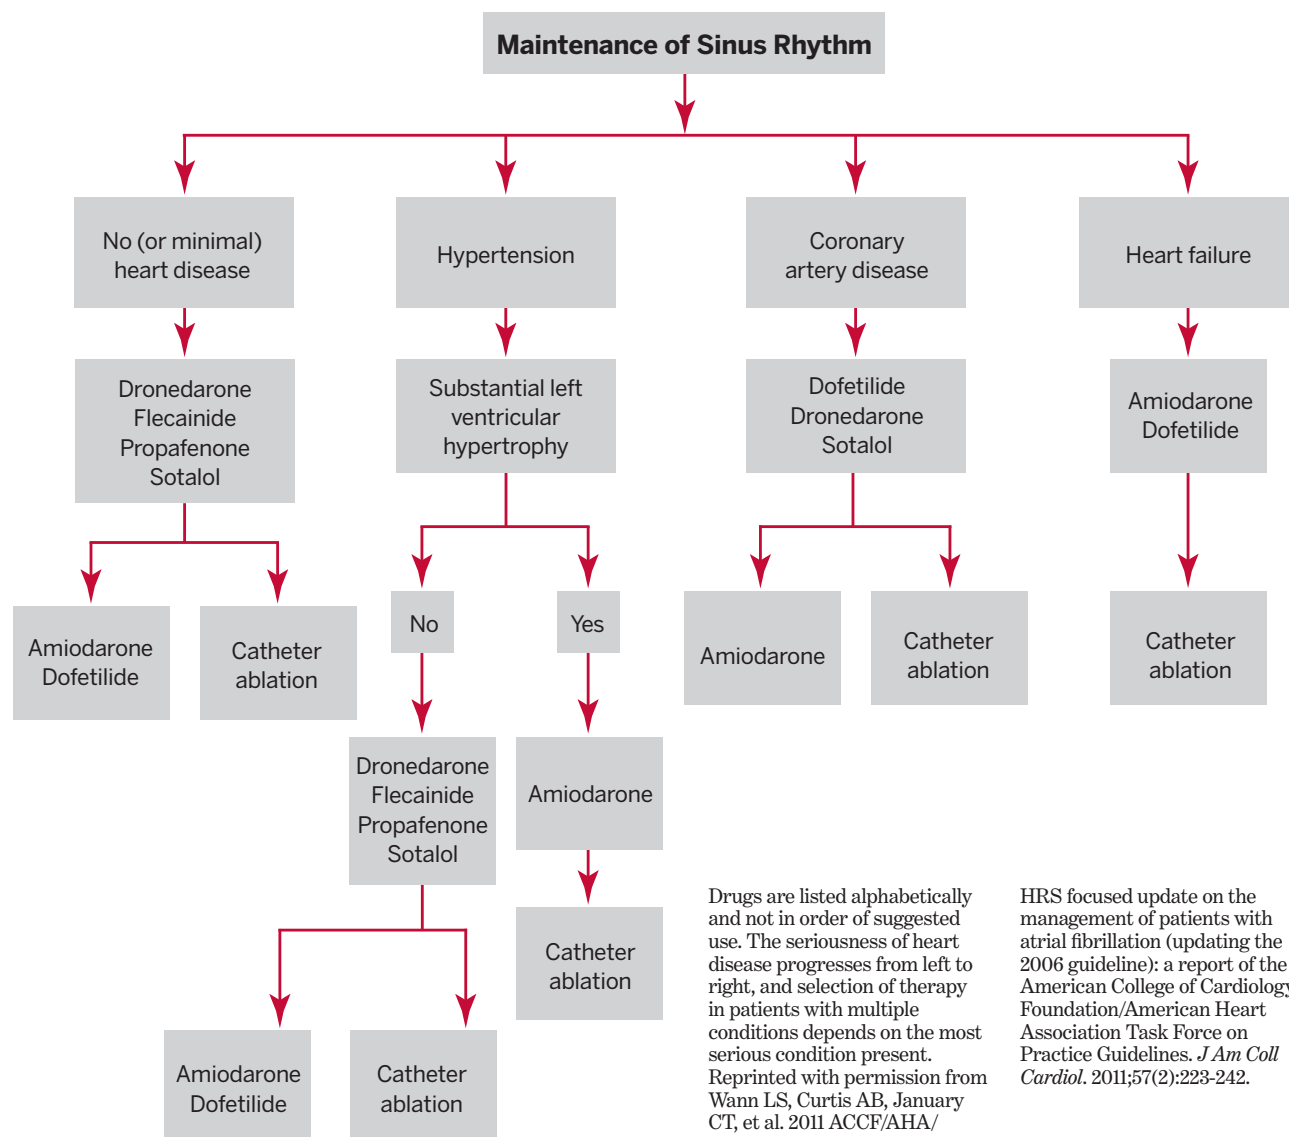 Maintenance of Sinus Rhythm
No (or minimal)
heart disease
Hypertension
Coronary
artery disease
Heart failure
Dronedarone
Flecainide
Propafenone
Sotalol
Substantial left
ventricular
hypertrophy
Dofetilide
Dronedarone
Sotalol
Amiodarone
Dofetilide
Amiodarone
Dofetilide
Catheter
ablation
No
Yes
Amiodarone
Catheter
ablation
Catheter
ablation
Dronedarone
Flecainide
Propafenone
Sotalol
Amiodarone
Catheter
ablation
Amiodarone
Dofetilide
Catheter
ablation
Drugs are listed alphabetically
and not in order of suggested
use. The seriousness of heart
disease progresses from left to
right, and selection of therapy
in patients with multiple
conditions depends on the most
serious condition present.
Reprinted with permission from
Wann LS, Curtis AB, January
CT, et al. 2011 ACCF/AHA/
HRS focused update on the
management of patients with
atrial fibrillation (updating the
2006 guideline): a report of the
American College of Cardiology
Foundation/American Heart
Association Task Force on
Practice Guidelines. J Am Coll
Cardiol. 2011;57(2):223-242.